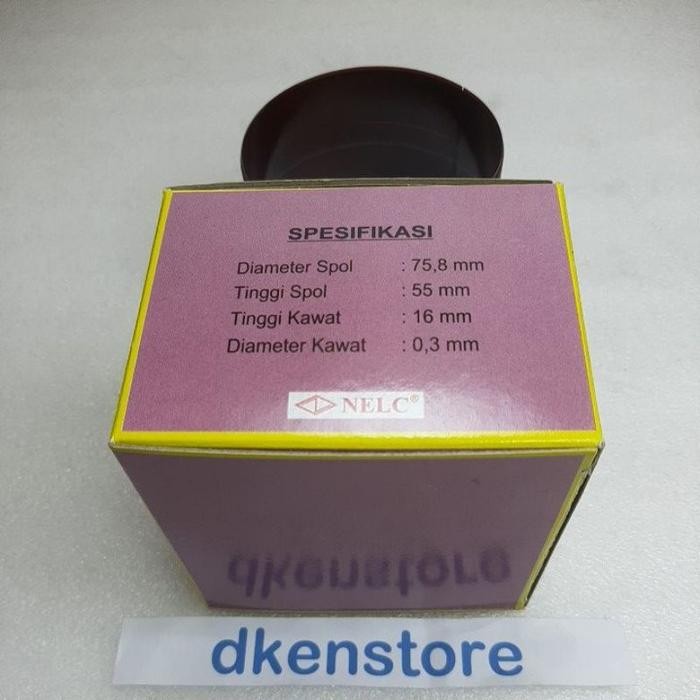 SPESIFIKASI
Diameter Spol : 75,8 mm
Tinggi Spol : 55 mm
Tinggi Kawat : 16 mm
Diameter Kawat : 0,3 mm
NELC®
dkenstore
dkenstore